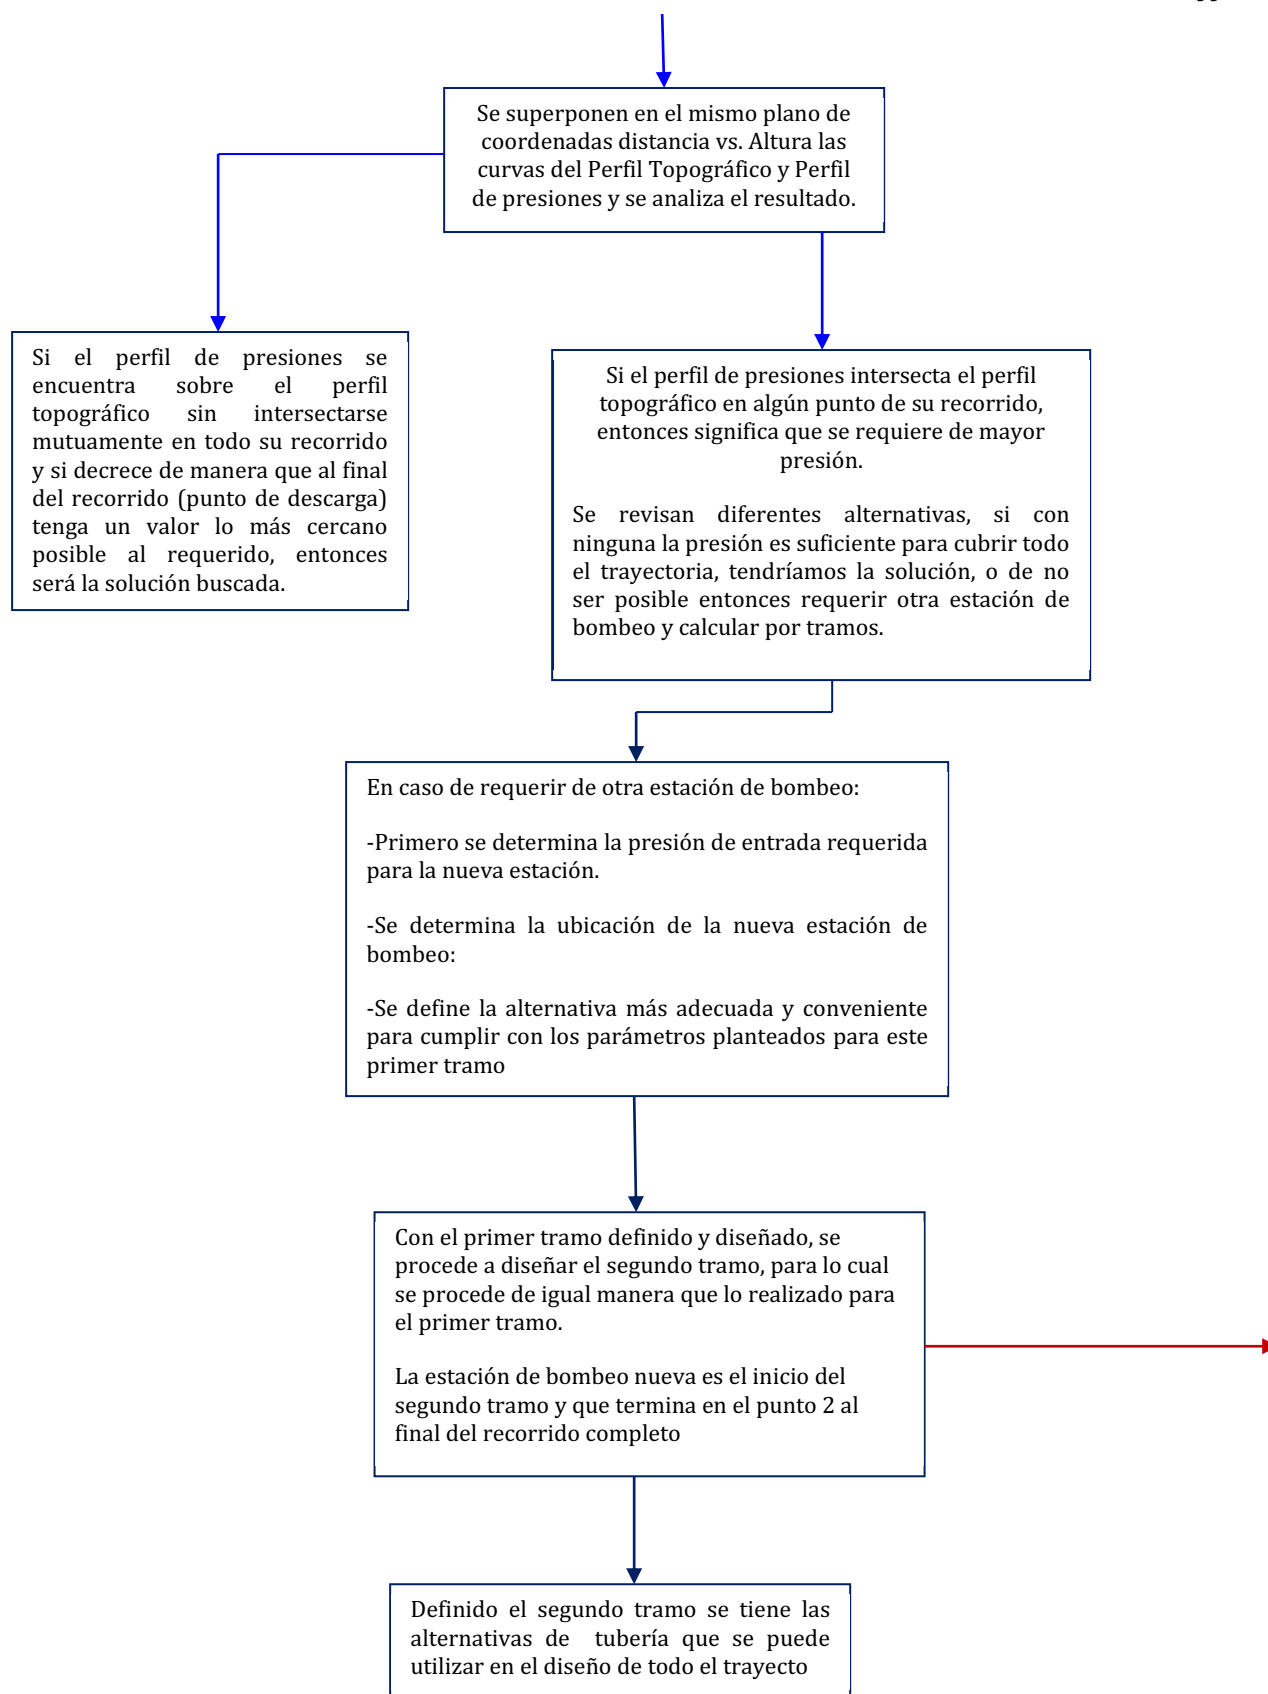 Se superponen en el mismo plano de
coordenadas distancia vs. Altura las
curvas del Perfil Topográfico y Perfil
de presiones y se analiza el resultado.
Si el perfil de presiones se
encuentra sobre el perfil
topográfico sin intersectarse
mutuamente en todo su recorrido
y si decrece de manera que al final
del recorrido (punto de descarga)
tenga un valor lo más cercano
posible al requerido, entonces
será la solución buscada.
Si el perfil de presiones intersecta el perfil
topográfico en algún punto de su recorrido,
entonces significa que se requiere de mayor
presión.
Se revisan diferentes alternativas, si con
ninguna la presión es suficiente para cubrir todo
el trayectoria, tendríamos la solución, o de no
ser posible entonces requerir otra estación de
bombeo y calcular por tramos.
En caso de requerir de otra estación de bombeo:
-Primero se determina la presión de entrada requerida
para la nueva estación.
-Se determina la ubicación de la nueva estación de
bombeo:
-Se define la alternativa más adecuada y conveniente
para cumplir con los parámetros planteados para este
primer tramo
Con el primer tramo definido y diseñado, se
procede a diseñar el segundo tramo, para lo cual
se procede de igual manera que lo realizado para
el primer tramo.
La estación de bombeo nueva es el inicio del
segundo tramo y que termina en el punto 2 al
final del recorrido completo
Definido el segundo tramo se tiene las
alternativas de tubería que se puede
utilizar en el diseño de todo el trayecto